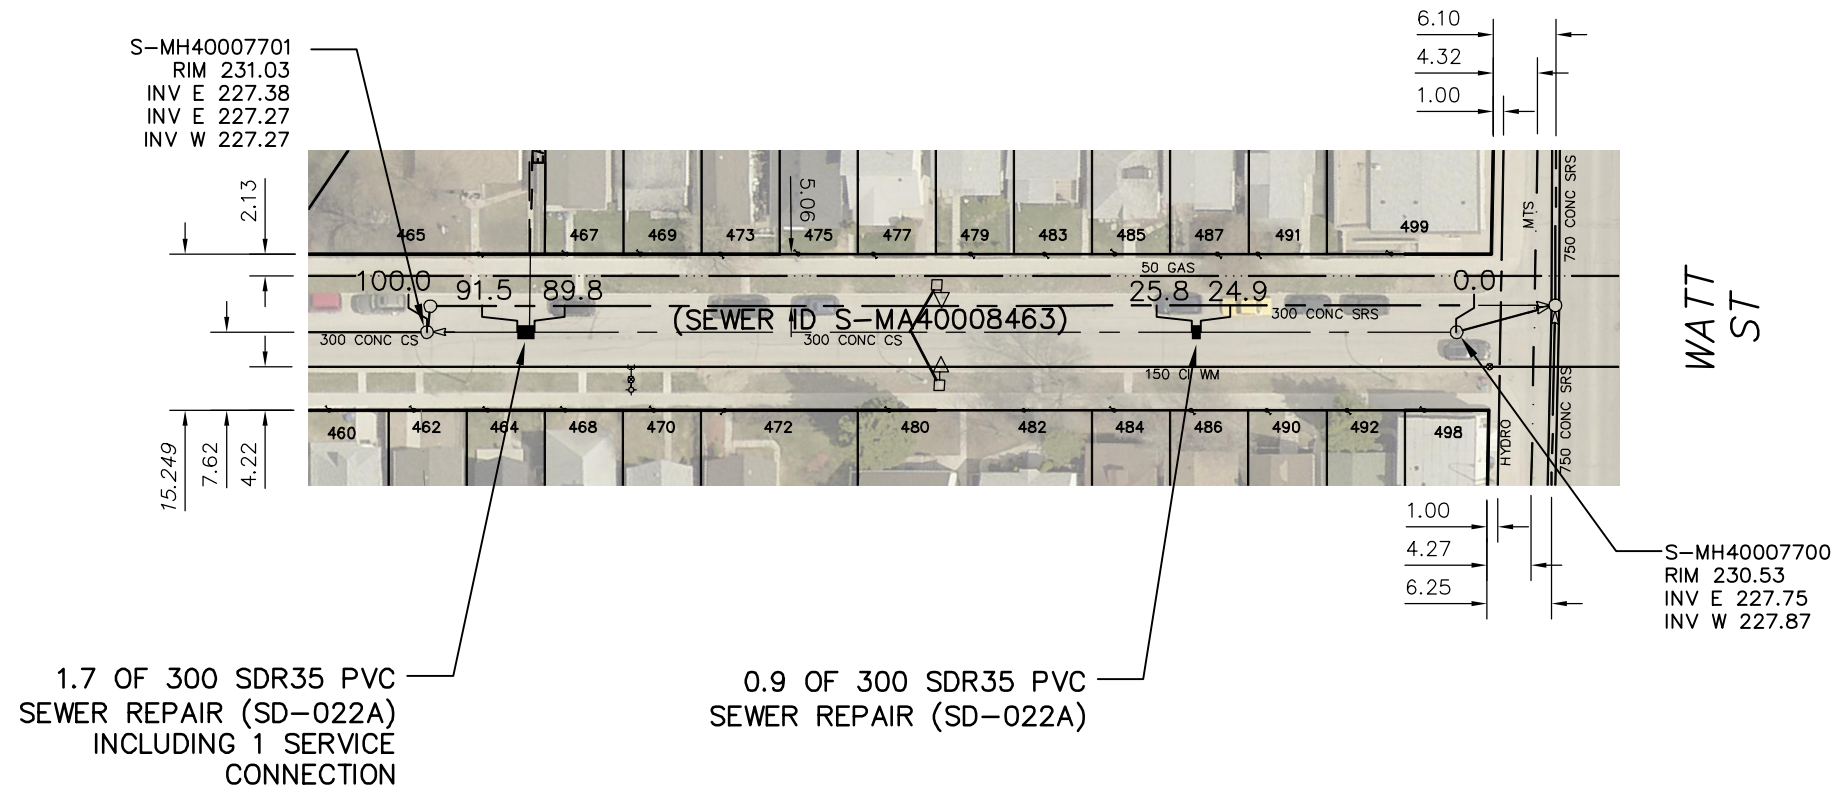 S-MH40007701
RIM 231.03
INV E 227.38
INV E 227.27
INV W 227.27
6.10
4.32
1.00
2.13
5.06
465
467
469
473
475
477
479
483
485
487
491
499
MTS
750 CONC SRS
50 GAS
100.0
91.5
89.8
25.8
24.9
0.0
(SEWER ID S-MA40008463)
300 CONC SRS
300 CONC CS
300 CONC CS
150 CI WM
WATT
ST
460
462
464
468
470
472
480
482
484
486
490
492
498
HYDRO
750 CONC SRS
15.249
7.62
4.22
1.00
4.27
6.25
S-MH40007700
RIM 230.53
INV E 227.75
INV W 227.87
1.7 OF 300 SDR35 PVC
SEWER REPAIR (SD-022A)
INCLUDING 1 SERVICE
CONNECTION
0.9 OF 300 SDR35 PVC
SEWER REPAIR (SD-022A)